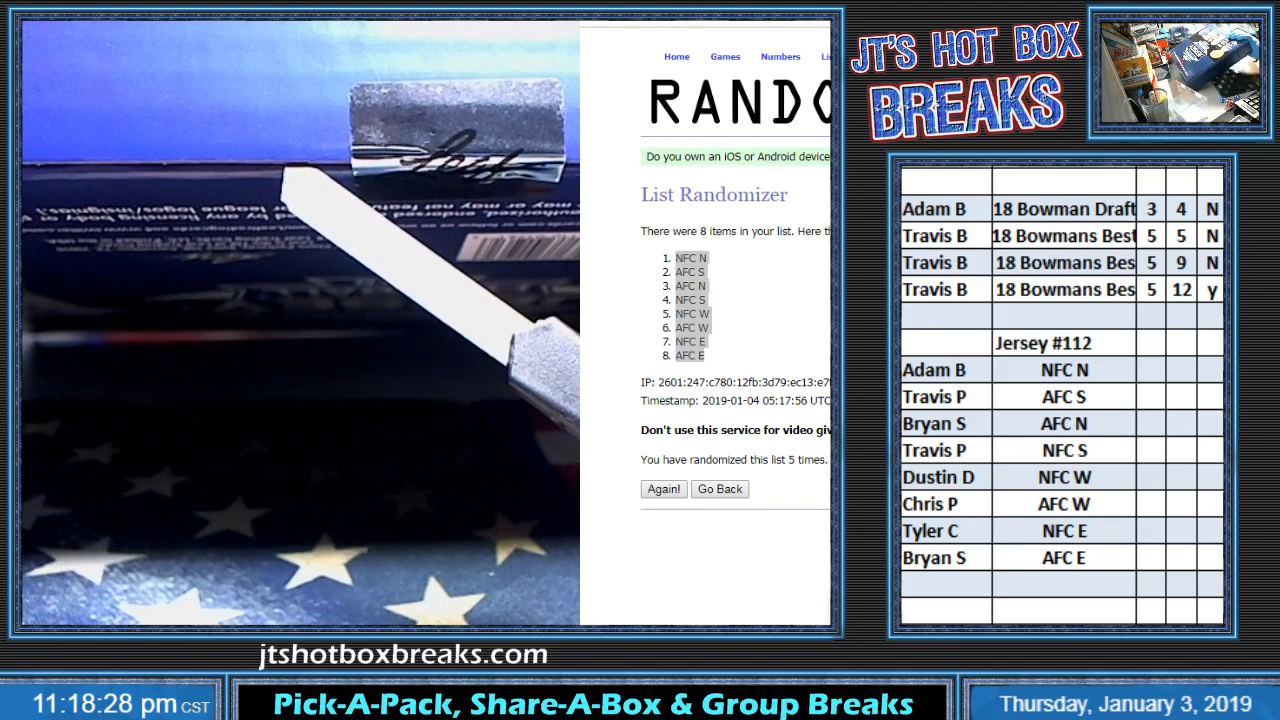 Home Games Numbers
RANDO
Do you own an iOS or Android device
List Randomizer
There were 8 items in your list. Here
1. NFC N
2. AFC S
3. AFC N
4. NFC S
5. NFC W
6. AFC W
7. NFC E
8. AFC E
IP: 2601:247:c780:12fb:3d79:ec13:e7
Timestamp: 2019-01-04 05:17:56 UTC
Don't use this service for video giv
You have randomized this list 5 times.
Again! Go Back
JT'S HOT BOX
BREAKS
Adam B 18 Bowman Draft 3 4 N
Travis B 18 Bowmans Best 5 5 N
Travis B 18 Bowmans Bes 5 9 N
Travis B 18 Bowmans Bes 5 12 y
Jersey #112
Adam B NFC N
Travis P AFC S
Bryan S AFC N
Travis P NFC S
Dustin D NFC W
Chris P AFC W
Tyler C NFC E
Bryan S AFC E
jtshotboxbreaks.com
11:18:28 pm CST
Pick-A-Pack, Share-A-Box & Group Breaks
Thursday, January 3, 2019